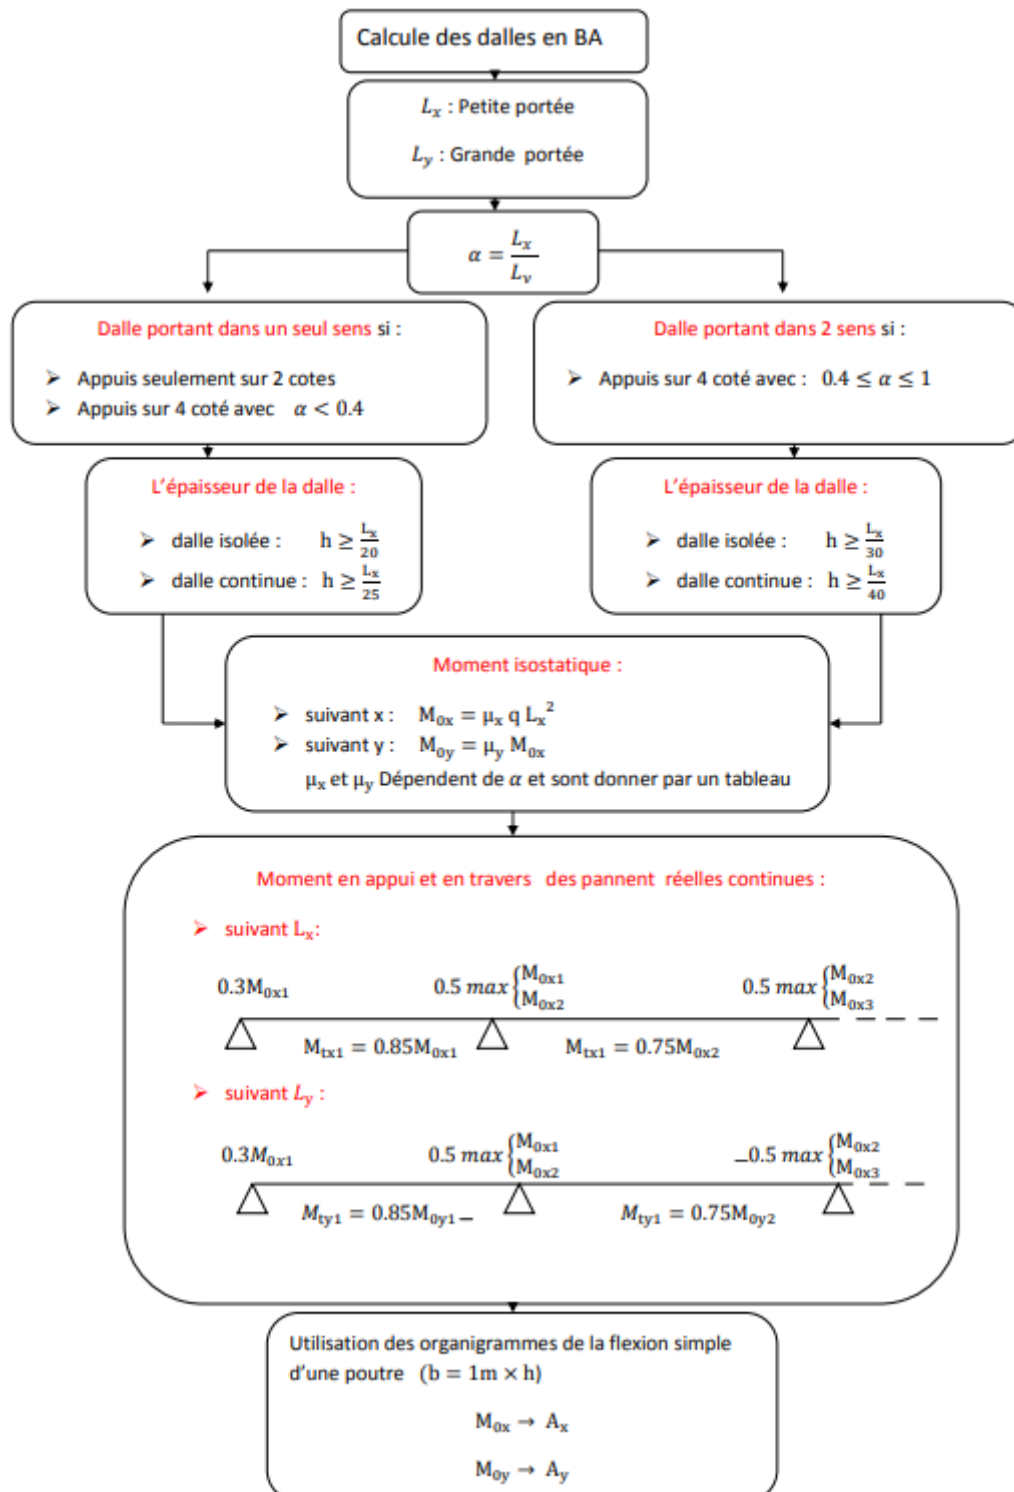 Calcule des dalles en BA
Lx : Petite portée
Ly : Grande portée
α = Lx / Lv
Dalle portant dans un seul sens si :
➢ Appuis seulement sur 2 cotes
➢ Appuis sur 4 coté avec α < 0.4
Dalle portant dans 2 sens si :
➢ Appuis sur 4 coté avec : 0.4 ≤ α ≤ 1
L'épaisseur de la dalle :
➢ dalle isolée : h ≥ Lx/20
➢ dalle continue : h ≥ Lx/25
L'épaisseur de la dalle :
➢ dalle isolée : h ≥ Lx/30
➢ dalle continue : h ≥ Lx/40
Moment isostatique :
➢ suivant x : M0x = μx q Lx²
➢ suivant y : M0y = μy M0x
μx et μy Dépendent de α et sont donner par un tableau
Moment en appui et en travers des pannent réelles continues :
➢ suivant Lx:
0.3M0x1 0.5 max{M0x1 M0x2 0.5 max{M0x2 M0x3
Mtx1 = 0.85M0x1 Mtx1 = 0.75M0x2
➢ suivant Ly :
0.3M0x1 0.5 max{M0x1 M0x2 _0.5 max{M0x2 M0x3
Mty1 = 0.85M0y1_ Mty1 = 0.75M0y2
Utilisation des organigrammes de la flexion simple
d'une poutre (b = 1m × h)
M0x → Ax
M0y → Ay